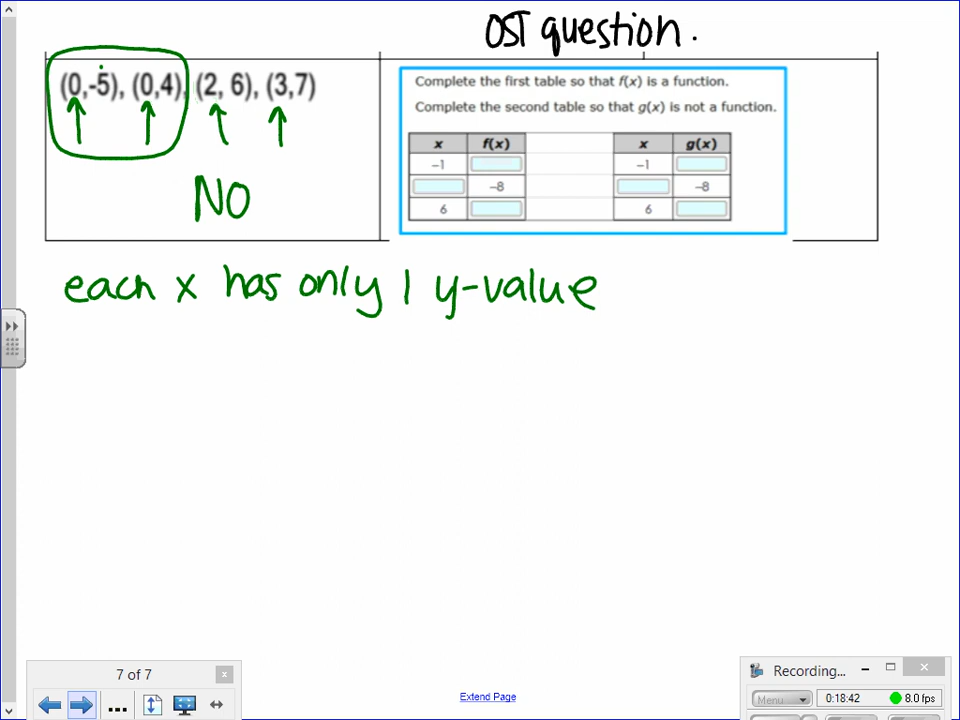 OST question.
(0,-5), (0,4), (2, 6), (3,7)
NO
Complete the first table so that f(x) is a function.
Complete the second table so that g(x) is not a function.
x f(x) x g(x)
−1 −1
−8 −8
6 6
each x has only 1 y-value
7 of 7
Extend Page
Recording...
Menu 0:18:42 8.0 fps